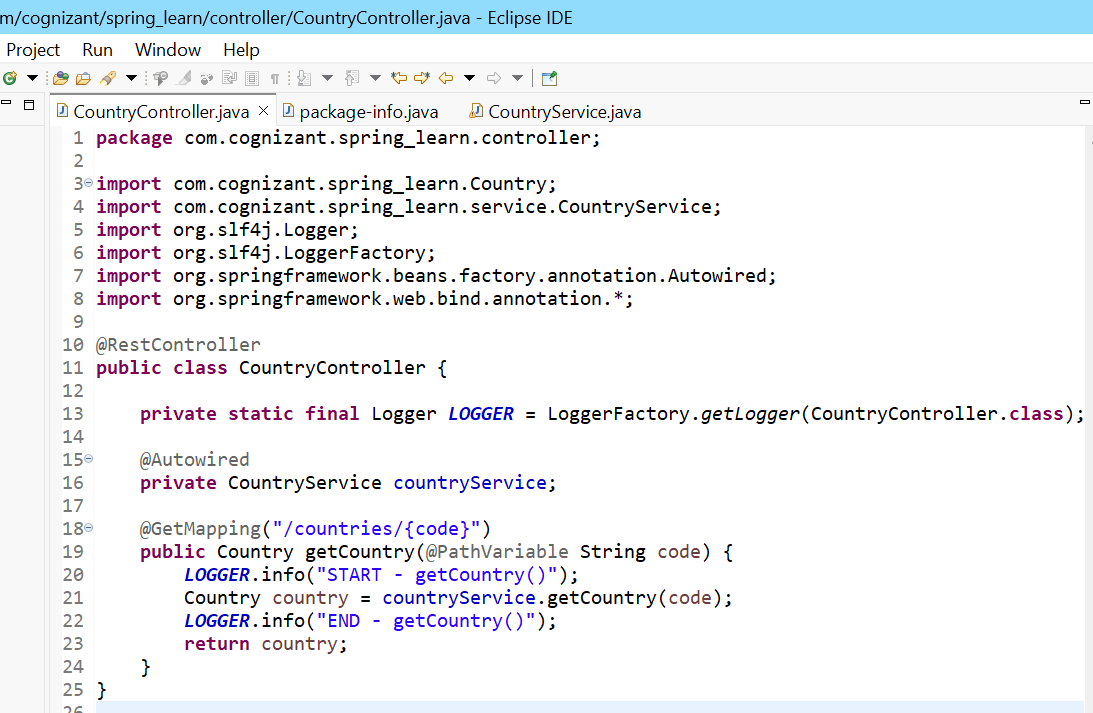 m/cognizant/spring_learn/controller/CountryController.java - Eclipse IDE
Project Run Window Help
CountryController.java package-info.java CountryService.java
1 package com.cognizant.spring_learn.controller;
2
3 import com.cognizant.spring_learn.Country;
4 import com.cognizant.spring_learn.service.CountryService;
5 import org.slf4j.Logger;
6 import org.slf4j.LoggerFactory;
7 import org.springframework.beans.factory.annotation.Autowired;
8 import org.springframework.web.bind.annotation.*;
9
10 @RestController
11 public class CountryController {
12
13     private static final Logger LOGGER = LoggerFactory.getLogger(CountryController.class);
14
15     @Autowired
16     private CountryService countryService;
17
18     @GetMapping("/countries/{code}")
19     public Country getCountry(@PathVariable String code) {
20         LOGGER.info("START - getCountry()");
21         Country country = countryService.getCountry(code);
22         LOGGER.info("END - getCountry()");
23         return country;
24     }
25 }
26